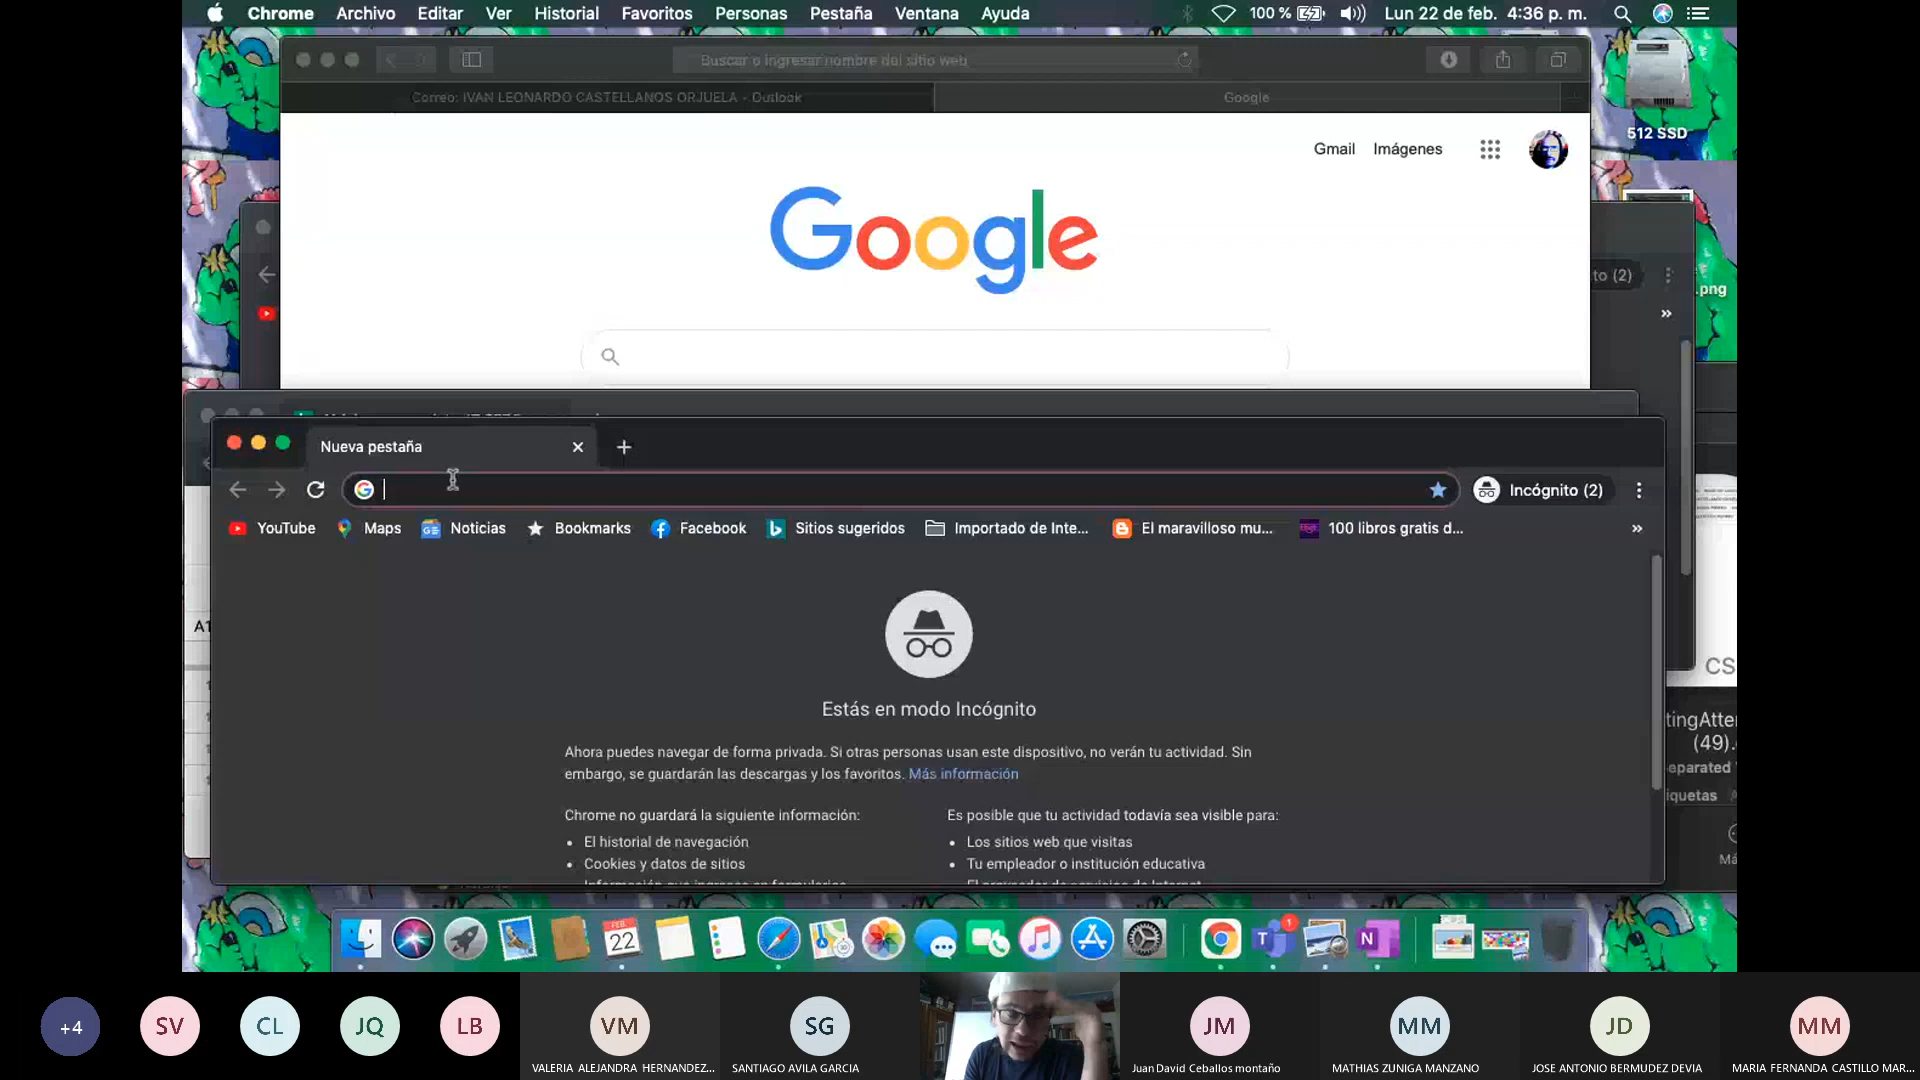 Chrome Archivo Editar Ver Historial Favoritos Personas Pestaña Ventana Ayuda 100 % Lun 22 de feb. 4:36 p. m.
Buscar o ingresar nombre del sitio web
Correo: IVAN LEONARDO CASTELLANOS ORJUELA - Outlook Google
Gmail Imágenes
512 SSD
Google
to (2)
.png
»
Nueva pestaña
Incógnito (2)
YouTube Maps Noticias Bookmarks Facebook Sitios sugeridos Importado de Inte... El maravilloso mu... 100 libros gratis d... »
A1
CS
Estás en modo Incógnito
tingAtte
(49).
Ahora puedes navegar de forma privada. Si otras personas usan este dispositivo, no verán tu actividad. Sin
embargo, se guardarán las descargas y los favoritos. Más información
eparated
iquetas
Chrome no guardará la siguiente información:
• El historial de navegación
• Cookies y datos de sitios
Es posible que tu actividad todavía sea visible para:
• Los sitios web que visitas
• Tu empleador o institución educativa
Má
FEB.
22
T
1
N
+4 SV CL JQ LB VM SG JM MM JD MM
VALERIA ALEJANDRA HERNANDEZ... SANTIAGO AVILA GARCIA Juan David Ceballos montaño MATHIAS ZUNIGA MANZANO JOSE ANTONIO BERMUDEZ DEVIA MARIA FERNANDA CASTILLO MAR...